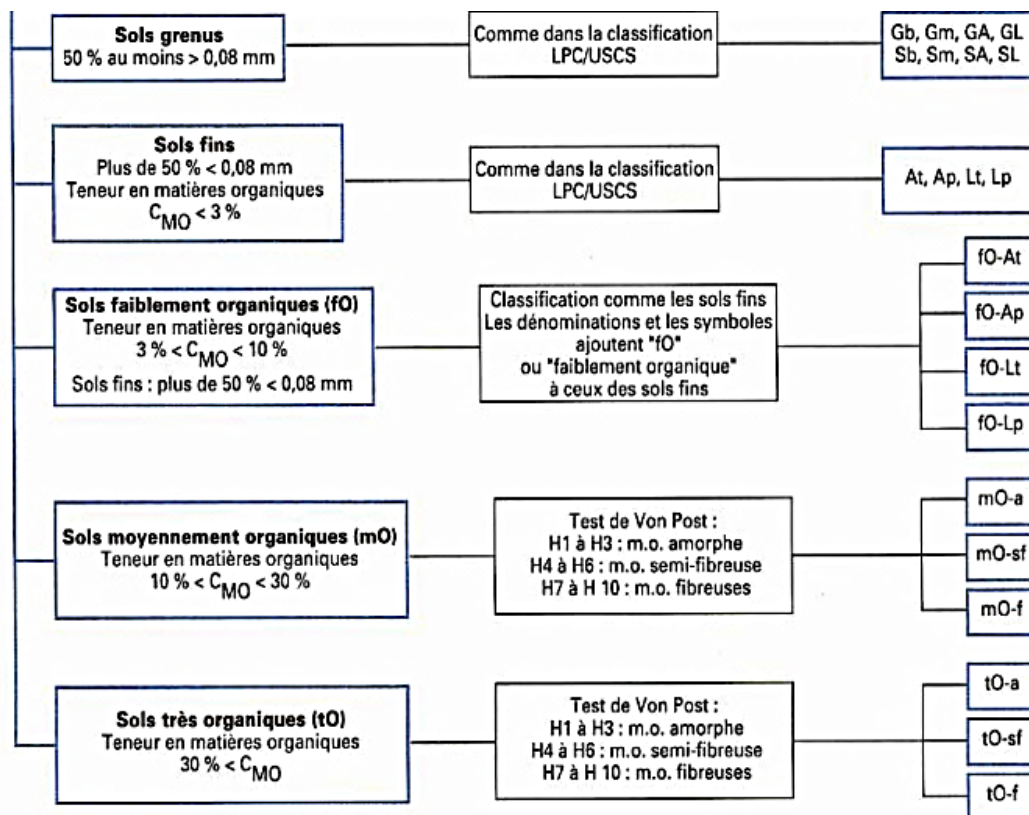 Sols grenus
50 % au moins > 0,08 mm
Comme dans la classification
LPC/USCS
Gb, Gm, GA, GL
Sb, Sm, SA, SL
Sols fins
Plus de 50 % < 0,08 mm
Teneur en matières organiques
CMO < 3 %
Comme dans la classification
LPC/USCS
At, Ap, Lt, Lp
Sols faiblement organiques (fO)
Teneur en matières organiques
3 % < CMO < 10 %
Sols fins : plus de 50 % < 0,08 mm
Classification comme les sols fins
Les dénominations et les symboles
ajoutent "fO"
ou "faiblement organique"
à ceux des sols fins
fO-At
fO-Ap
fO-Lt
fO-Lp
Sols moyennement organiques (mO)
Teneur en matières organiques
10 % < CMO < 30 %
Test de Von Post :
H1 à H3 : m.o. amorphe
H4 à H6 : m.o. semi-fibreuse
H7 à H 10 : m.o. fibreuses
mO-a
mO-sf
mO-f
Sols très organiques (tO)
Teneur en matières organiques
30 % < CMO
Test de Von Post :
H1 à H3 : m.o. amorphe
H4 à H6 : m.o. semi-fibreuse
H7 à H 10 : m.o. fibreuses
tO-a
tO-sf
tO-f